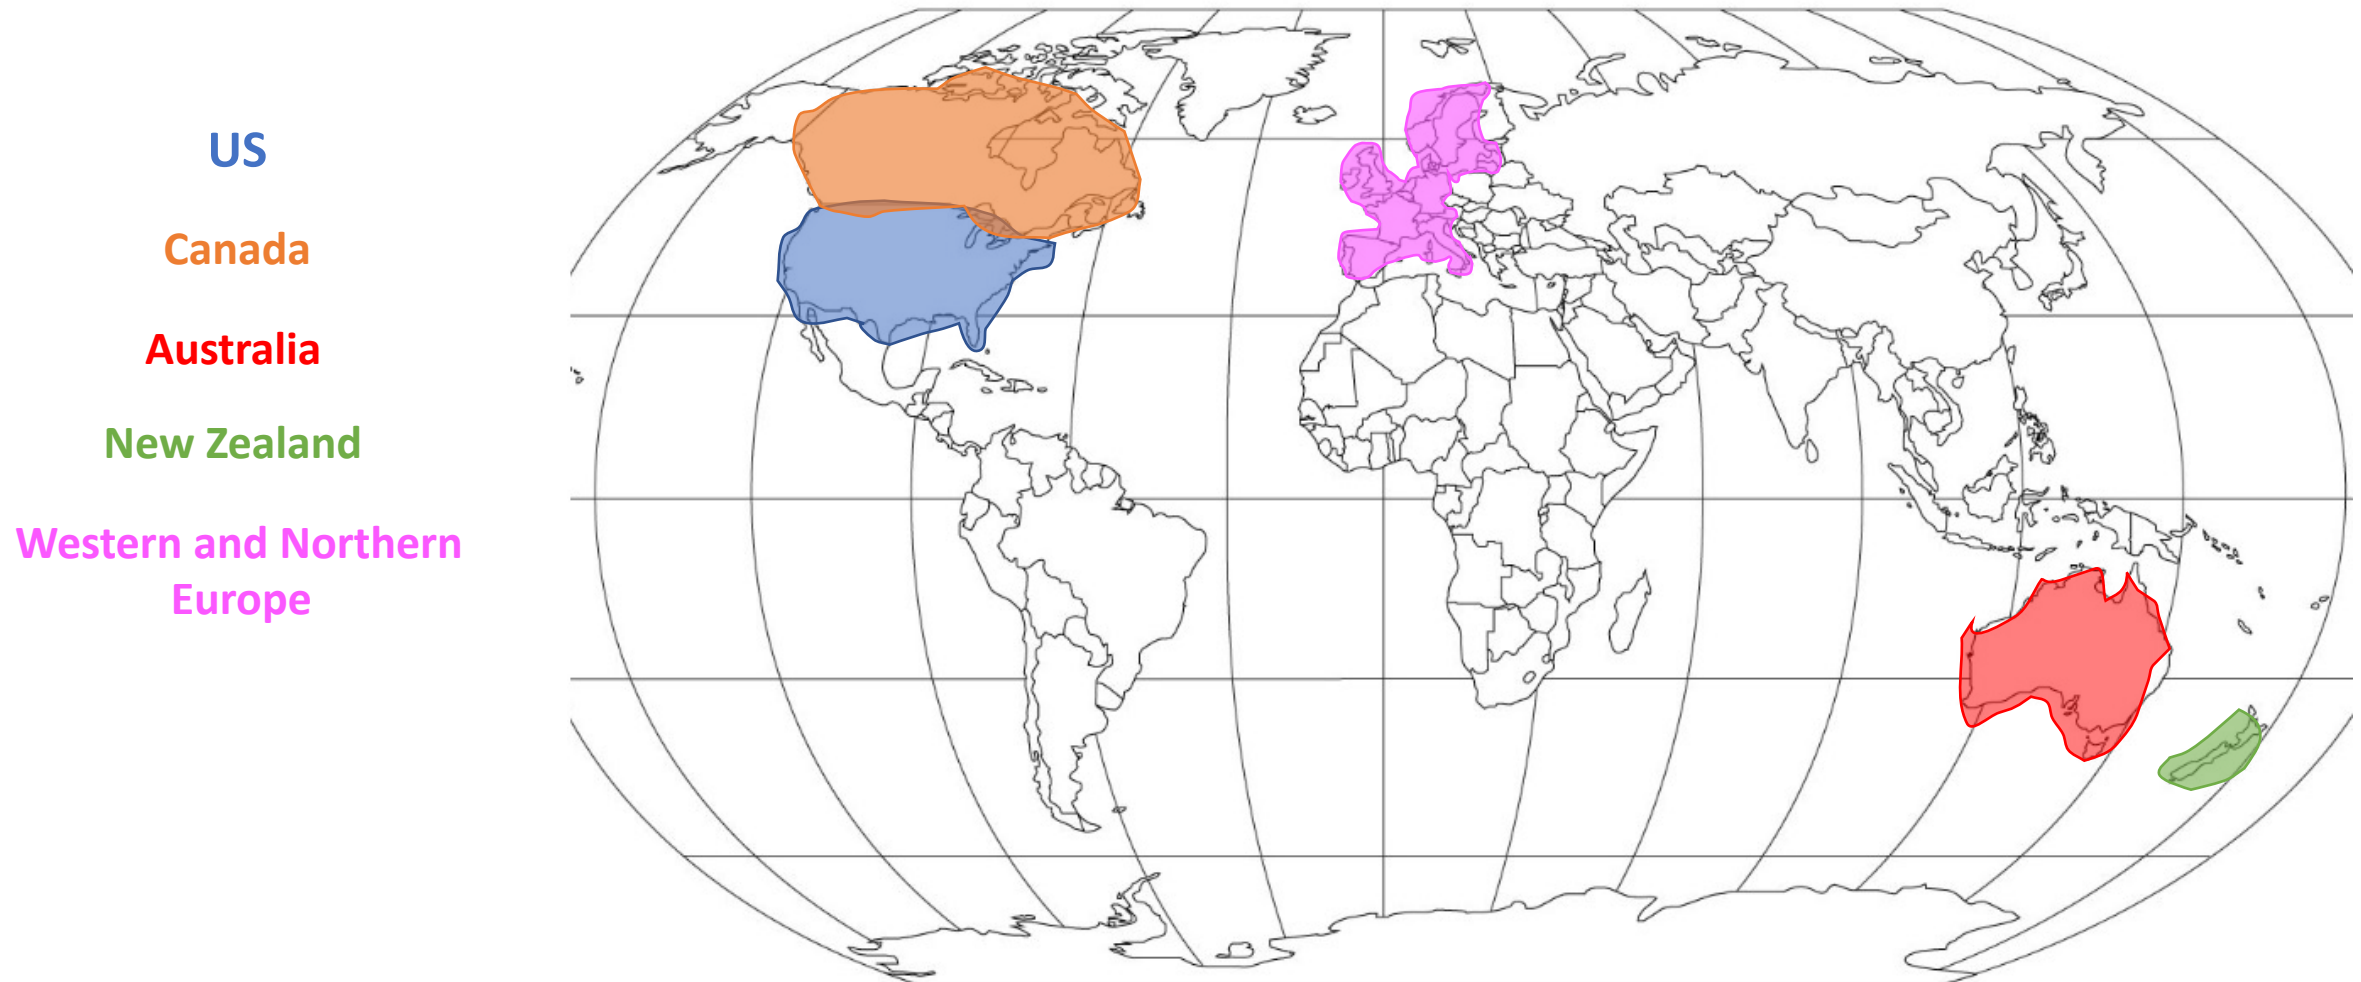 US
Canada
Australia
New Zealand
Western and Northern
Europe